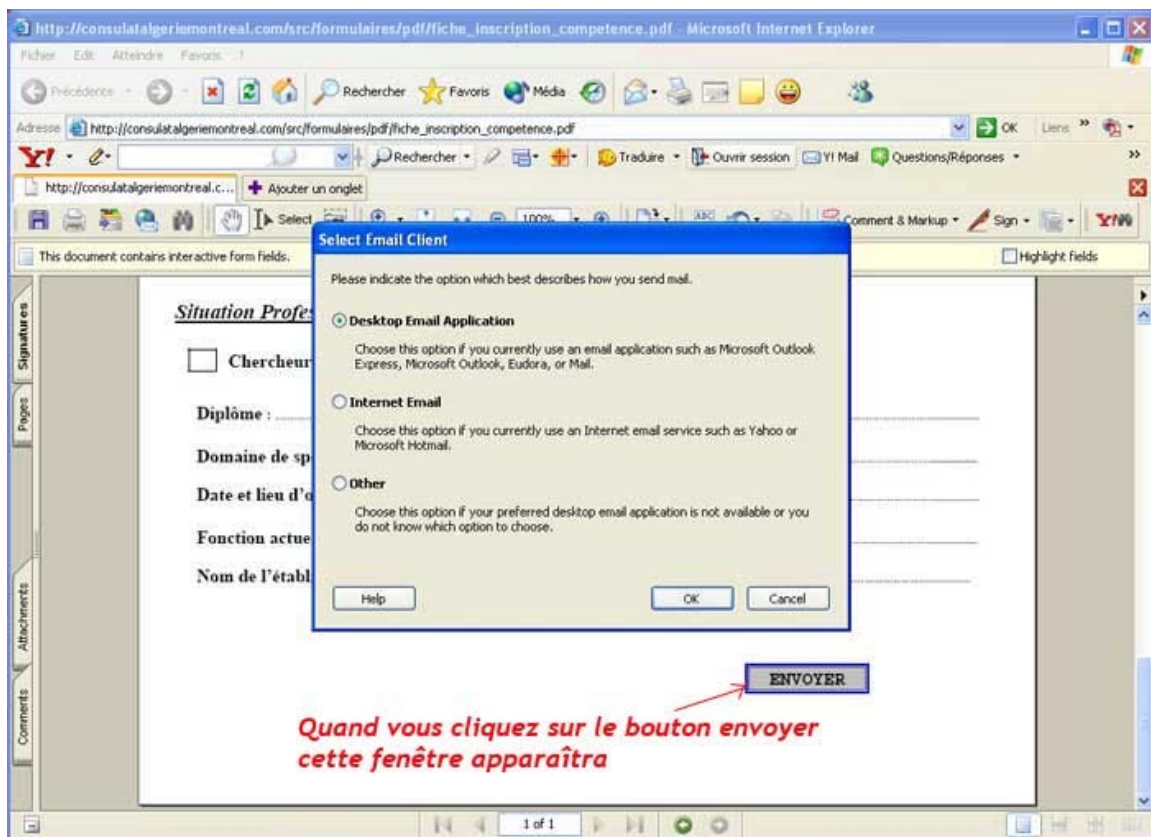 http://consulatalgeriemontreal.com/src/formulaires/pdf/fiche_inscription_competence.pdf - Microsoft Internet Explorer
Fichier Edit Atteindre Favoris ?
Précédente Rechercher Favoris Média
Adresse http://consulatalgeriemontreal.com/src/formulaires/pdf/fiche_inscription_competence.pdf OK Liens »
Y! Rechercher Traduire Ouvrir session Y! Mail Questions/Réponses »
http://consulatalgeriemontreal.c... Ajouter un onglet
Select 100% Comment & Markup Sign Y!
This document contains interactive form fields. Highlight fields
Signatures
Pages
Attachments
Comments
Situation Profes
Chercheur
Diplôme :
Domaine de sp
Date et lieu d'o
Fonction actue
Nom de l'établ
Select Email Client
Please indicate the option which best describes how you send mail.
Desktop Email Application
Choose this option if you currently use an email application such as Microsoft Outlook
Express, Microsoft Outlook, Eudora, or Mail.
Internet Email
Choose this option if you currently use an Internet email service such as Yahoo or
Microsoft Hotmail.
Other
Choose this option if your preferred desktop email application is not available or you
do not know which option to choose.
Help OK Cancel
ENVOYER
Quand vous cliquez sur le bouton envoyer
cette fenêtre apparaîtra
1 of 1